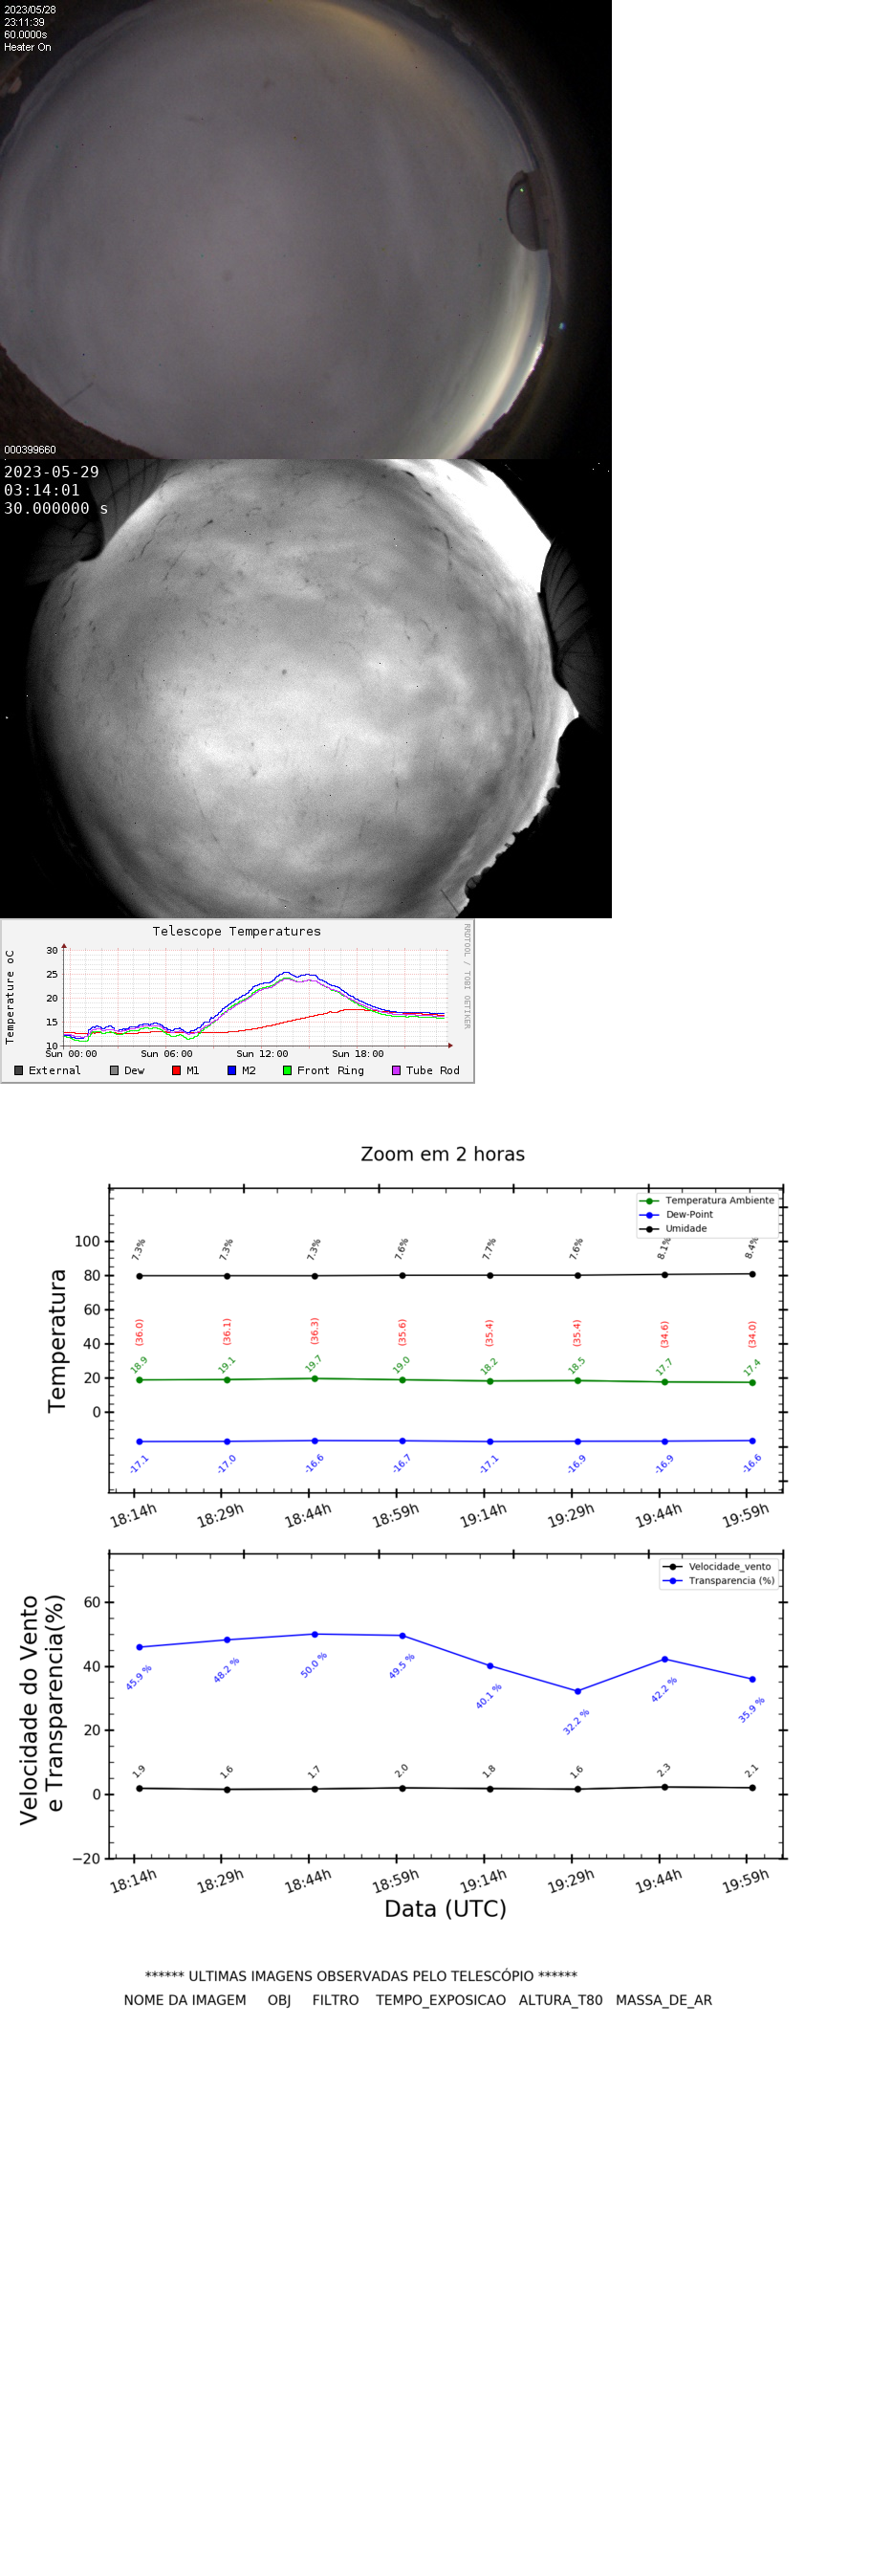 2023/05/28
23:11:39
60.0000s
Heater On
000399660
2023-05-29
03:14:01
30.000000 s
Telescope Temperatures
RRDTOOL / TOBI OETIKER
Temperature oC
30
25
20
15
10
Sun 00:00 Sun 06:00 Sun 12:00 Sun 18:00
External Dew M1 M2 Front Ring Tube Rod
Zoom em 2 horas
Temperatura Ambiente
Dew-Point
Umidade
Temperatura
100
80
60
40
20
0
7.3% 7.3% 7.3% 7.6% 7.7% 7.6% 8.1% 8.4%
(36.0) (36.1) (36.3) (35.6) (35.4) (35.4) (34.6) (34.0)
18.9 19.1 19.7 19.0 18.2 18.5 17.7 17.4
-17.1 -17.0 -16.6 -16.7 -17.1 -16.9 -16.9 -16.6
18:14h 18:29h 18:44h 18:59h 19:14h 19:29h 19:44h 19:59h
Velocidade_vento
Transparencia (%)
Velocidade do Vento
e Transparencia(%)
60
40
20
0
−20
45.9 % 48.2 % 50.0 % 49.5 % 40.1 % 32.2 % 42.2 % 35.9 %
1.9 1.6 1.7 2.0 1.8 1.6 2.3 2.1
18:14h 18:29h 18:44h 18:59h 19:14h 19:29h 19:44h 19:59h
Data (UTC)
****** ULTIMAS IMAGENS OBSERVADAS PELO TELESCÓPIO ******
NOME DA IMAGEM OBJ FILTRO TEMPO_EXPOSICAO ALTURA_T80 MASSA_DE_AR